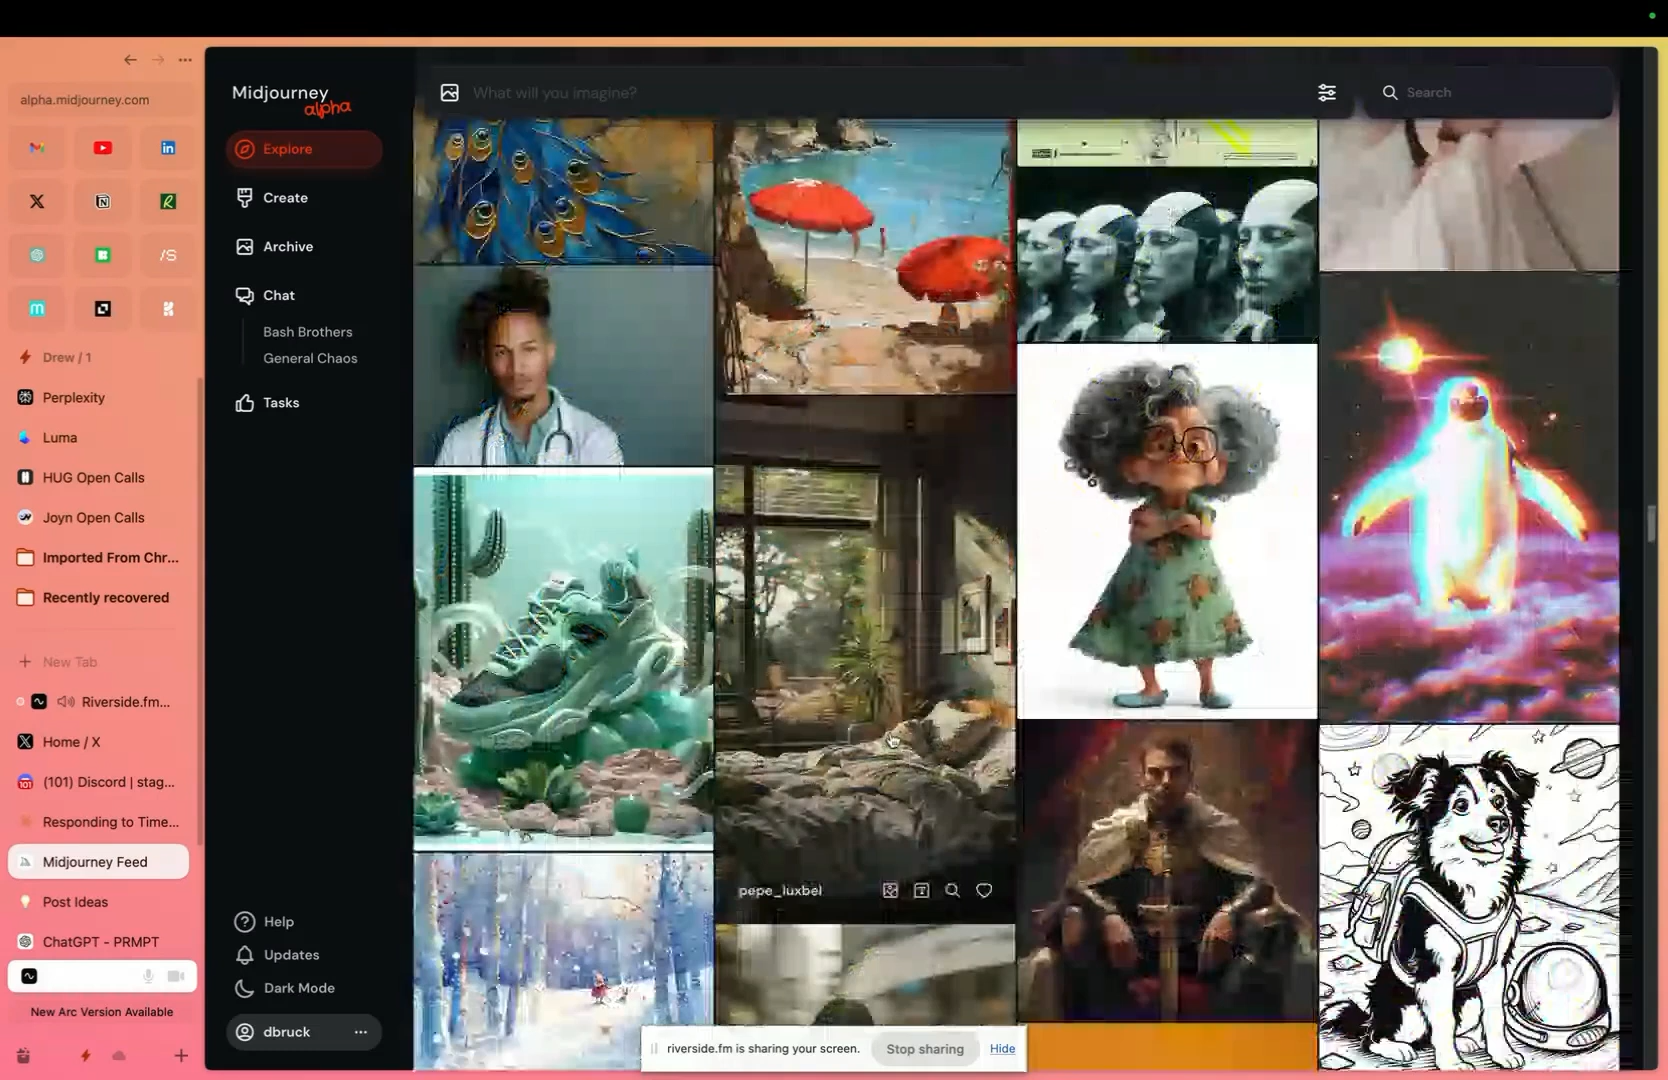 alpha.midjourney.com
Drew / 1
Perplexity
Luma
HUG Open Calls
Joyn Open Calls
Imported From Chr...
Recently recovered
New Tab
Riverside.fm...
Home / X
(101) Discord | stag...
Responding to Time...
Midjourney Feed
Post Ideas
ChatGPT - PRMPT
New Arc Version Available
Midjourney
alpha
Explore
Create
Archive
Chat
Bash Brothers
General Chaos
Tasks
Help
Updates
Dark Mode
dbruck
What will you imagine?
Search
pepe_luxbel
riverside.fm is sharing your screen.
Stop sharing
Hide